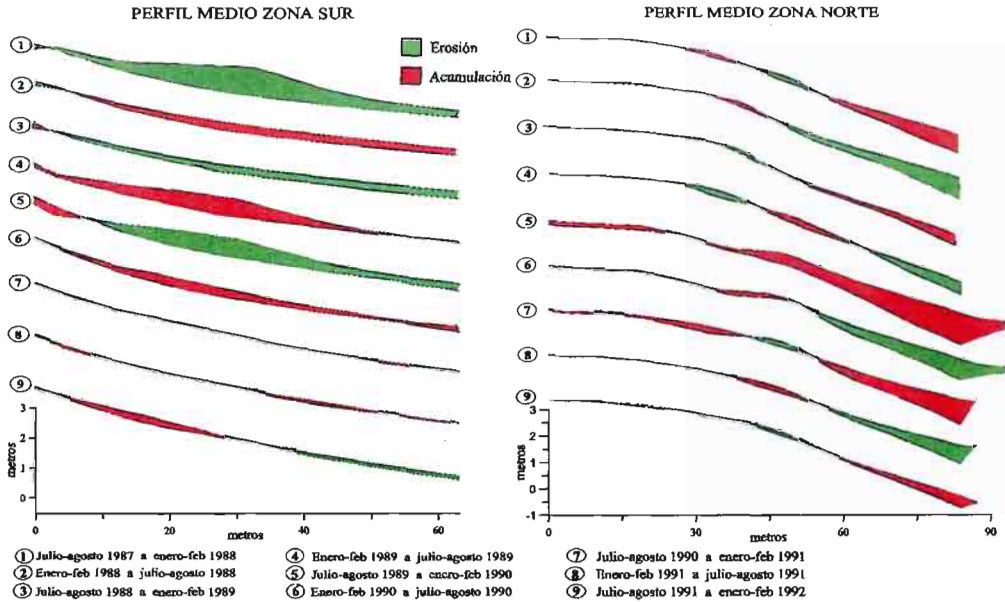 PERFIL MEDIO ZONA SUR
PERFIL MEDIO ZONA NORTE
Erosión
Acumulación
1
2
3
4
5
6
7
8
9
1
2
3
4
5
6
7
8
9
3
2
1
0
metros
0
20
40
60
metros
3
2
1
0
-1
metros
0
30
60
90
metros
1 Julio-agosto 1987 a enero-feb 1988
2 Enero-feb 1988 a julio-agosto 1988
3 Julio-agosto 1988 a enero-feb 1989
4 Enero-feb 1989 a julio-agosto 1989
5 Julio-agosto 1989 a enero-feb 1990
6 Enero-feb 1990 a julio-agosto 1990
7 Julio-agosto 1990 a enero-feb 1991
8 Enero-feb 1991 a julio-agosto 1991
9 Julio-agosto 1991 a enero-feb 1992